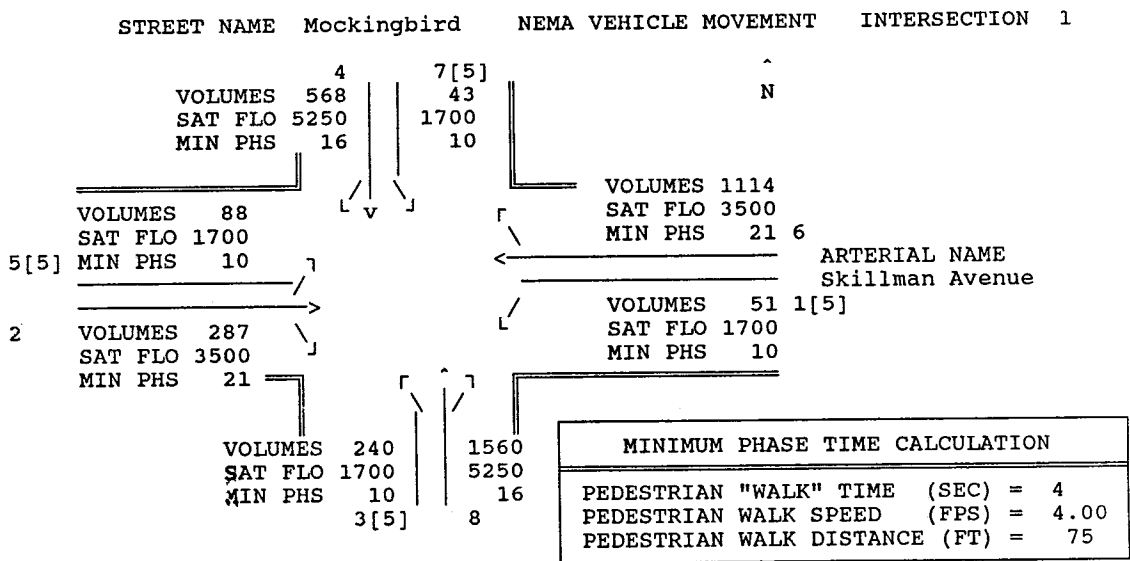 STREET NAME Mockingbird NEMA VEHICLE MOVEMENT INTERSECTION 1
4 7[5]
VOLUMES 568 43
N
SAT FLO 5250 1700
MIN PHS 16 10
VOLUMES 1114
SAT FLO 3500
MIN PHS 21 6
VOLUMES 88
SAT FLO 1700
5[5] MIN PHS 10
ARTERIAL NAME
Skillman Avenue
VOLUMES 51 1[5]
SAT FLO 1700
MIN PHS 10
2 VOLUMES 287
SAT FLO 3500
MIN PHS 21
VOLUMES 240 1560
SAT FLO 1700 5250
MIN PHS 10 16
3[5] 8
MINIMUM PHASE TIME CALCULATION
PEDESTRIAN "WALK" TIME (SEC) = 4
PEDESTRIAN WALK SPEED (FPS) = 4.00
PEDESTRIAN WALK DISTANCE (FT) = 75